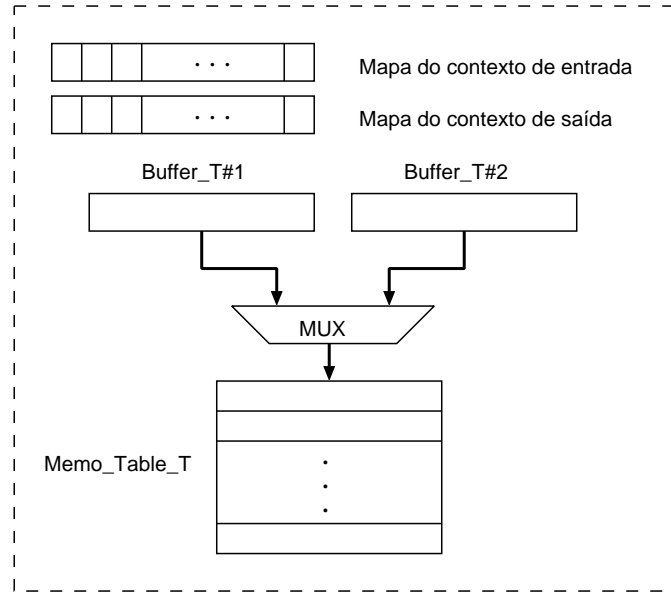 . . .
Mapa do contexto de entrada
. . .
Mapa do contexto de saída
Buffer_T#1
Buffer_T#2
MUX
Memo_Table_T